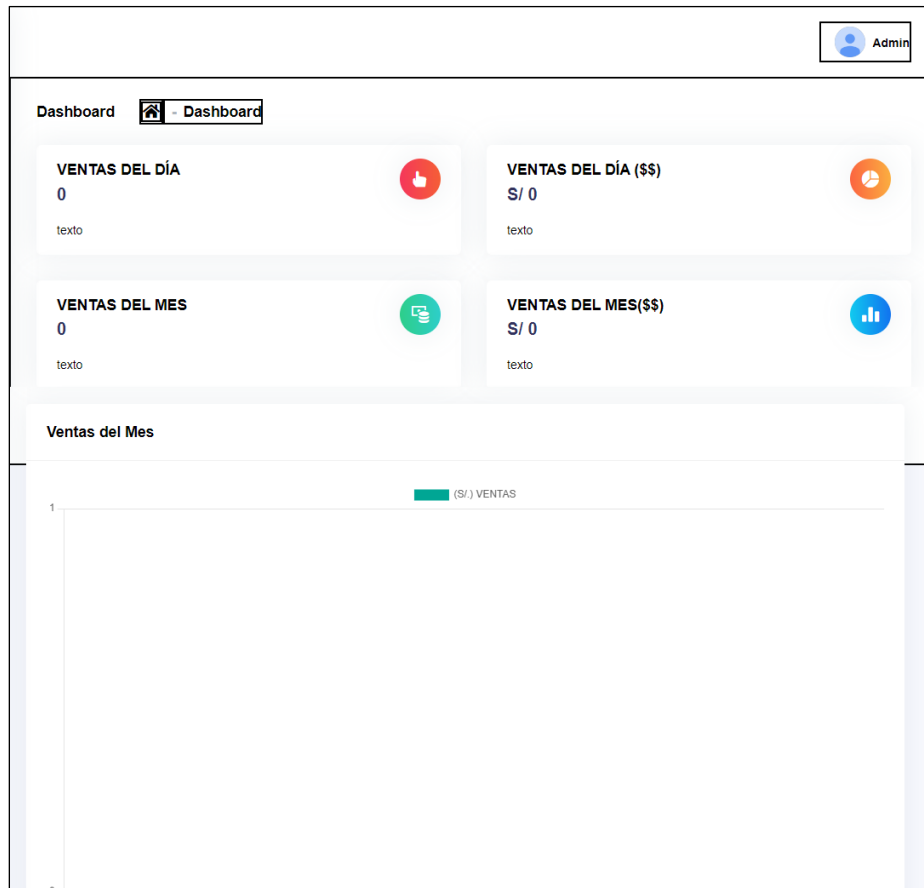 Admin
Dashboard - Dashboard
VENTAS DEL DÍA
0
texto
VENTAS DEL DÍA ($$)
S/ 0
texto
VENTAS DEL MES
0
texto
VENTAS DEL MES($$)
S/ 0
texto
Ventas del Mes
(S/.) VENTAS
1